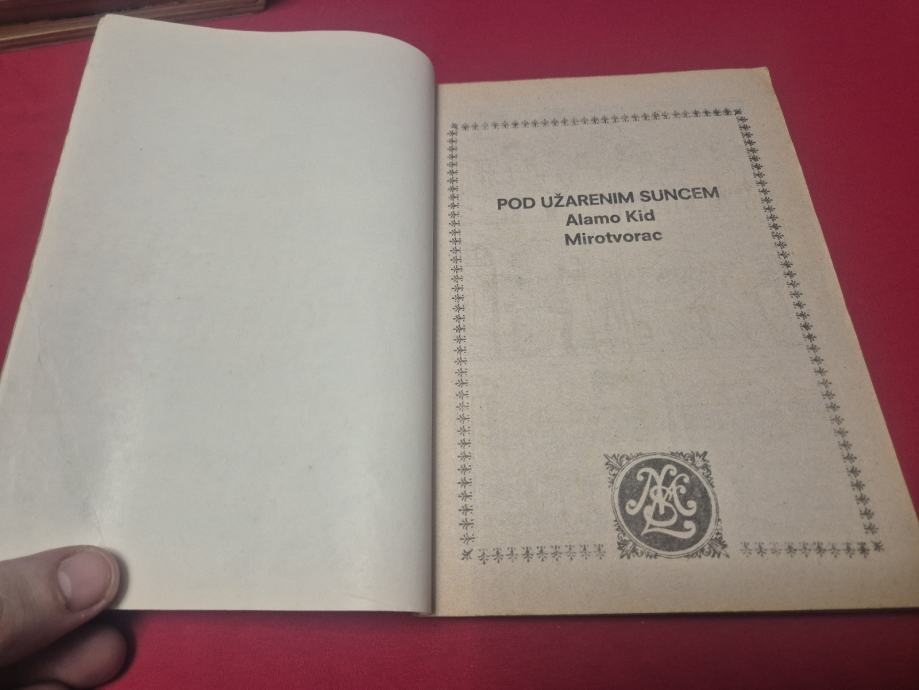 POD UŽARENIM SUNCEM
Alamo Kid
Mirotvorac